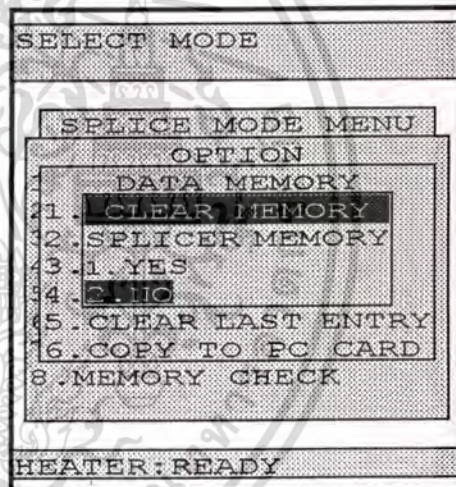 SELECT MODE
SPLICE MODE MENU
OPTION
DATA MEMORY
1. CLEAR MEMORY
2. SPLICER MEMORY
3. 1. YES
4. 2. NO
5. CLEAR LAST ENTRY
6. COPY TO PC CARD
8. MEMORY CHECK
HEATER:READY